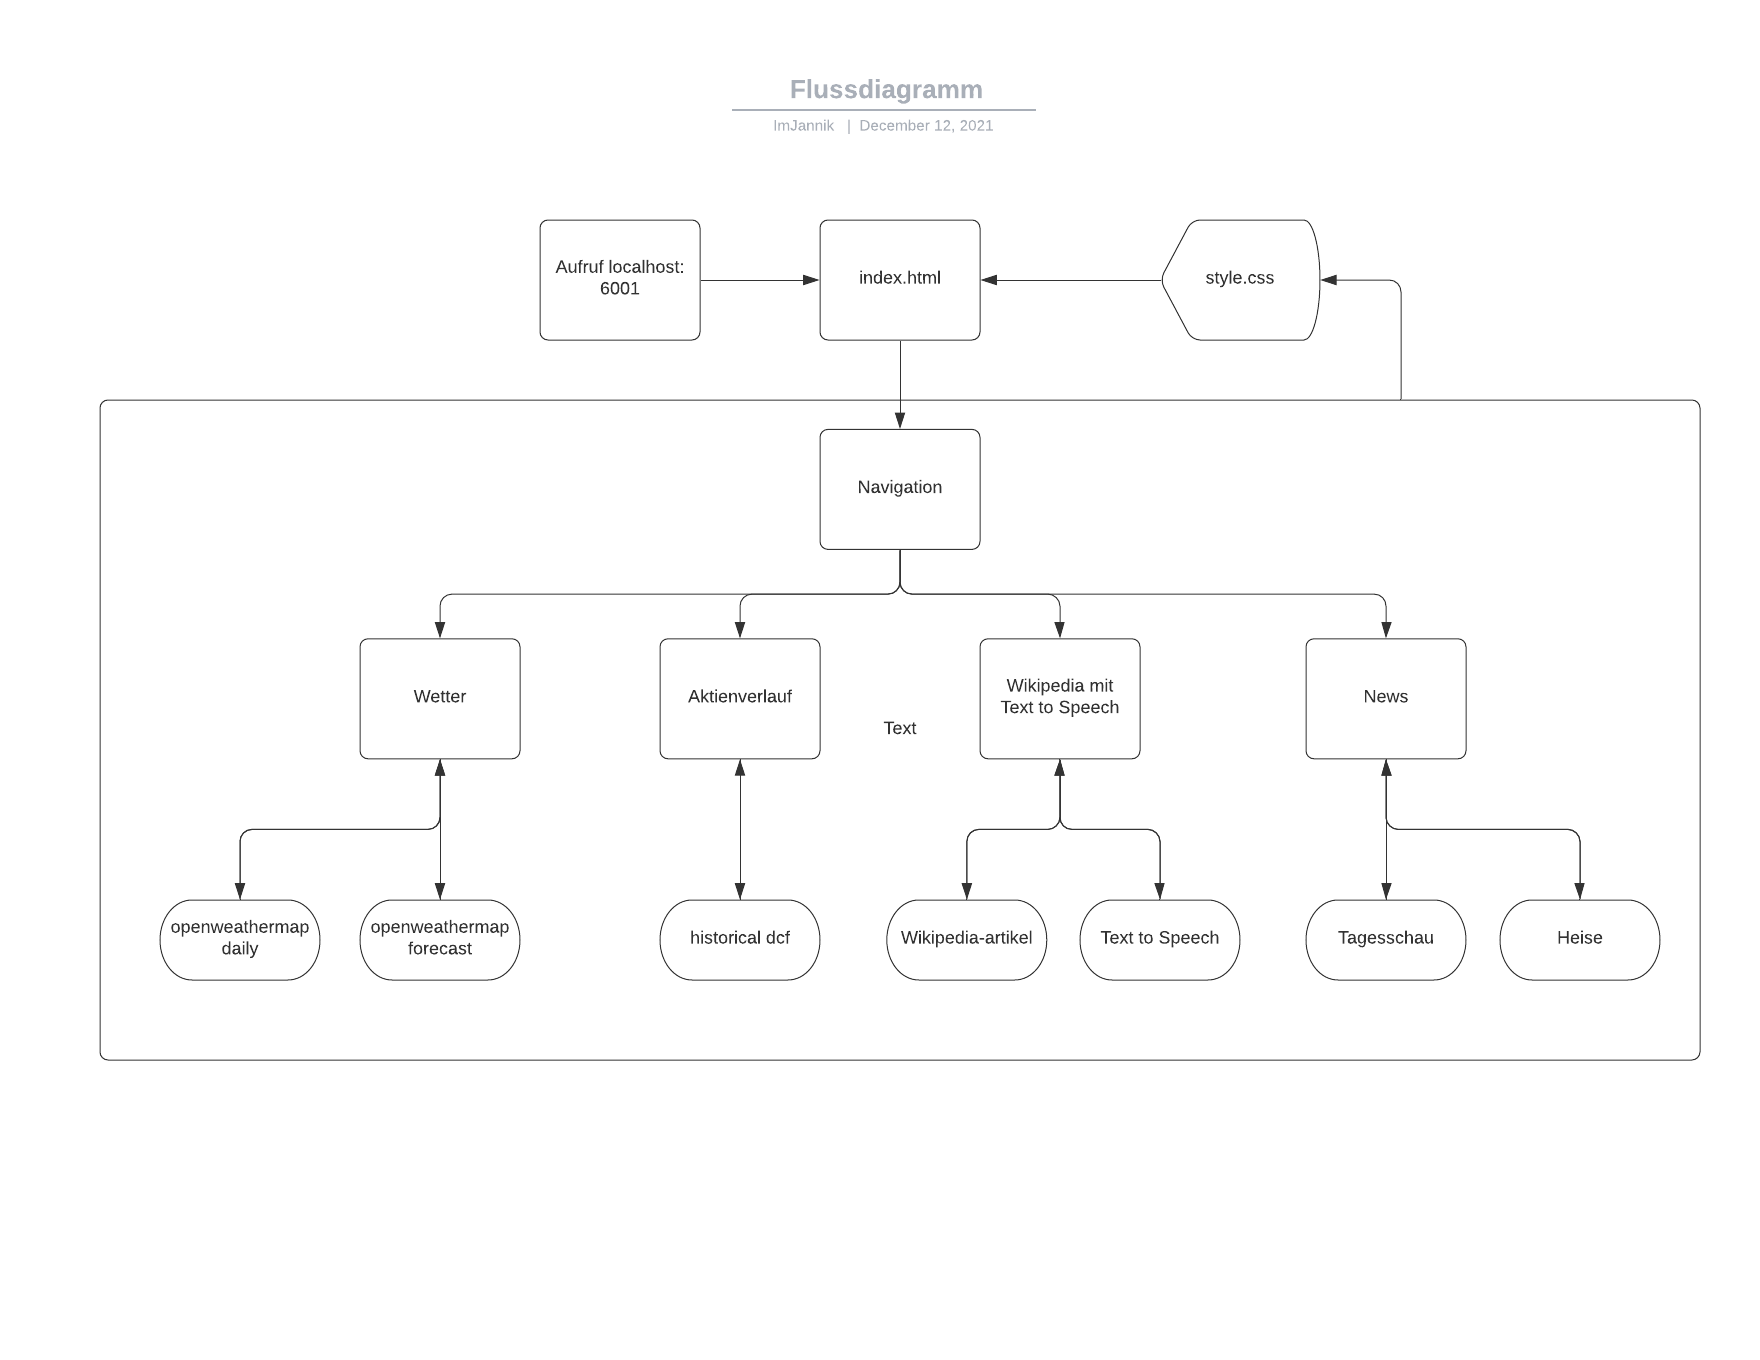 Flussdiagramm
ImJannik | December 12, 2021
Aufruf localhost:
6001
index.html
style.css
Navigation
Wetter
Aktienverlauf
Text
Wikipedia mit
Text to Speech
News
openweathermap
daily
openweathermap
forecast
historical dcf
Wikipedia-artikel
Text to Speech
Tagesschau
Heise